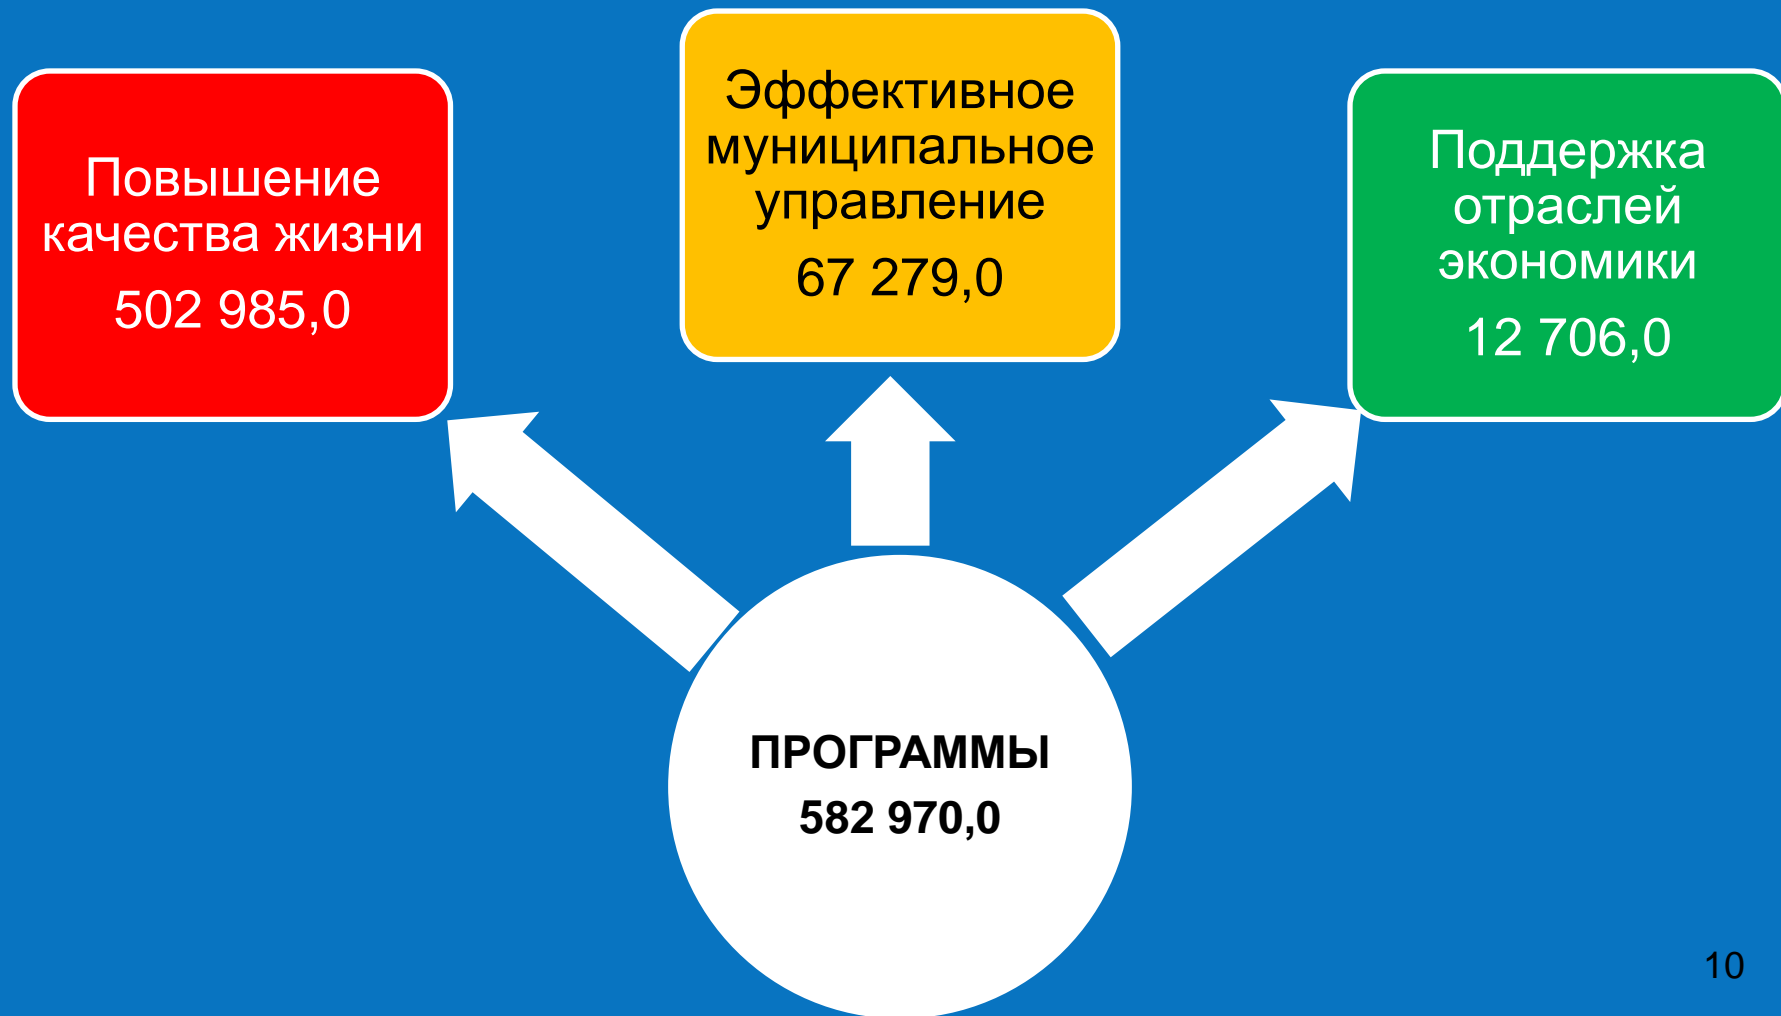 Повышение
качества жизни
502 985,0
Эффективное
муниципальное
управление
67 279,0
Поддержка
отраслей
экономики
12 706,0
ПРОГРАММЫ
582 970,0
10